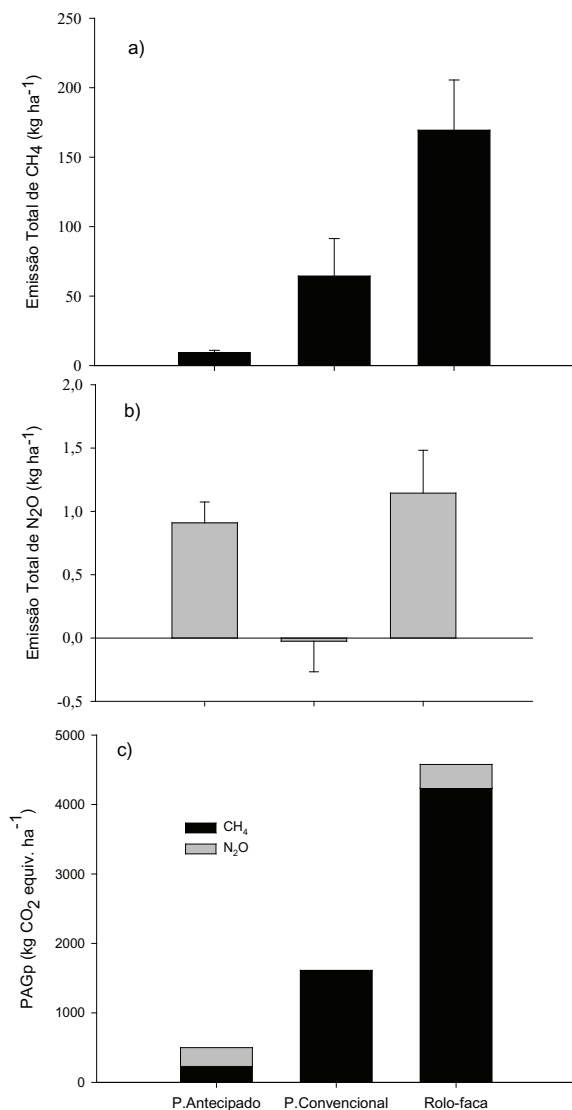 a)
Emissão Total de CH4 (kg ha-1)
250
200
150
100
50
0
b)
Emissão Total de N2O (kg ha-1)
2,0
1,5
1,0
0,5
0,0
-0,5
c)
PAGp (kg CO2 equiv. ha-1)
5000
4000
3000
2000
1000
0
CH4
N2O
P.Antecipado P.Convencional Rolo-faca